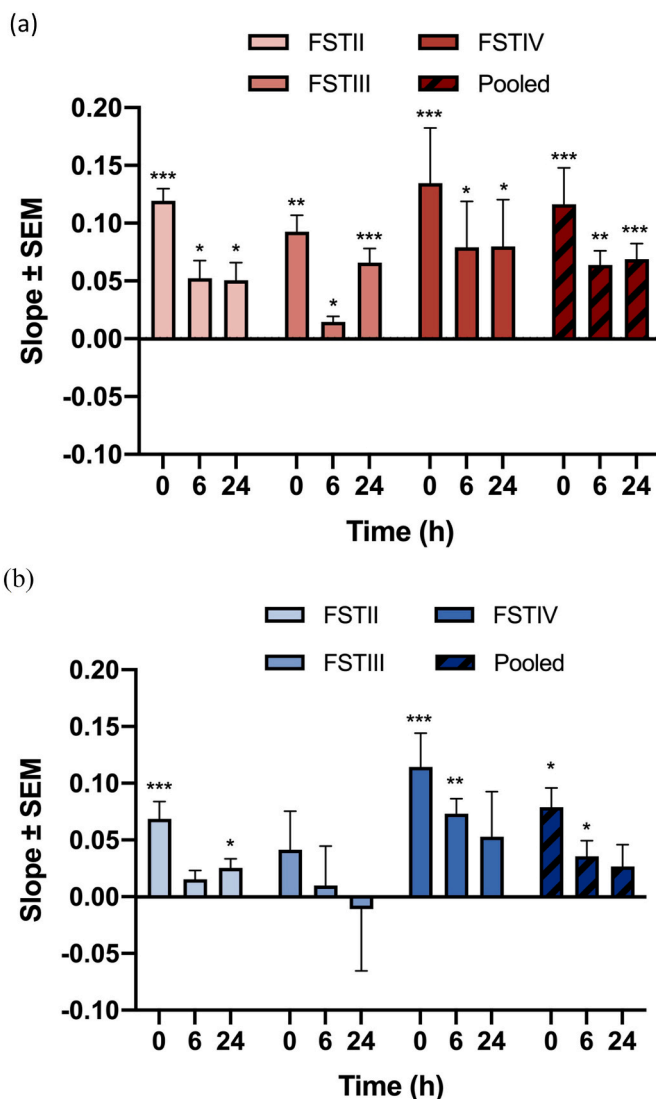 (a)
FSTII FSTIV
FSTIII Pooled
0.20
0.15
0.10
0.05
0.00
-0.05
-0.10
Slope ± SEM
*** * * ** * *** *** * * *** ** ***
0 6 24 0 6 24 0 6 24 0 6 24
Time (h)
(b)
FSTII FSTIV
FSTIII Pooled
0.20
0.15
0.10
0.05
0.00
-0.05
-0.10
Slope ± SEM
*** * *** ** * *
0 6 24 0 6 24 0 6 24 0 6 24
Time (h)